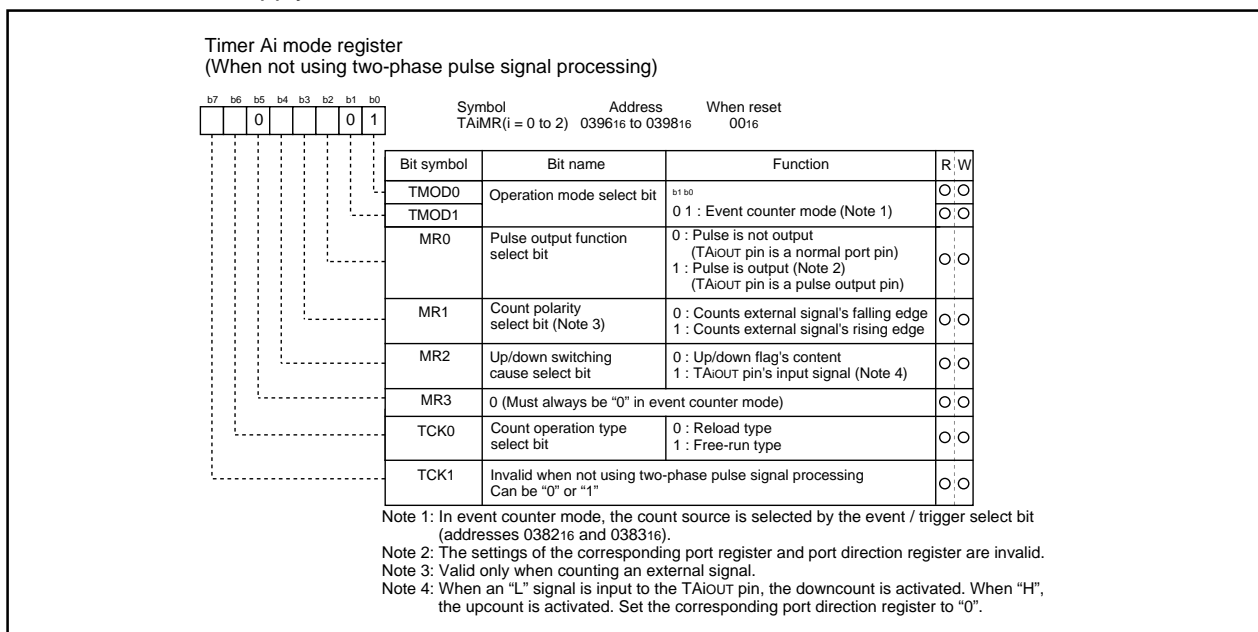 Timer Ai mode register
(When not using two-phase pulse signal processing)
b7 b6 b5 b4 b3 b2 b1 b0
0 0 1
Symbol Address When reset
TAiMR(i = 0 to 2) 039616 to 039816 0016
Bit symbol Bit name Function R W
TMOD0 Operation mode select bit b1 b0
TMOD1 0 1 : Event counter mode (Note 1)
MR0 Pulse output function select bit 0 : Pulse is not output
(TAiOUT pin is a normal port pin)
1 : Pulse is output (Note 2)
(TAiOUT pin is a pulse output pin)
MR1 Count polarity 0 : Counts external signal's falling edge
select bit (Note 3) 1 : Counts external signal's rising edge
MR2 Up/down switching 0 : Up/down flag's content
cause select bit 1 : TAiOUT pin's input signal (Note 4)
MR3 0 (Must always be “0” in event counter mode)
TCK0 Count operation type 0 : Reload type
select bit 1 : Free-run type
TCK1 Invalid when not using two-phase pulse signal processing
Can be “0” or “1”
Note 1: In event counter mode, the count source is selected by the event / trigger select bit
(addresses 038216 and 038316).
Note 2: The settings of the corresponding port register and port direction register are invalid.
Note 3: Valid only when counting an external signal.
Note 4: When an “L” signal is input to the TAiOUT pin, the downcount is activated. When “H”,
the upcount is activated. Set the corresponding port direction register to “0”.